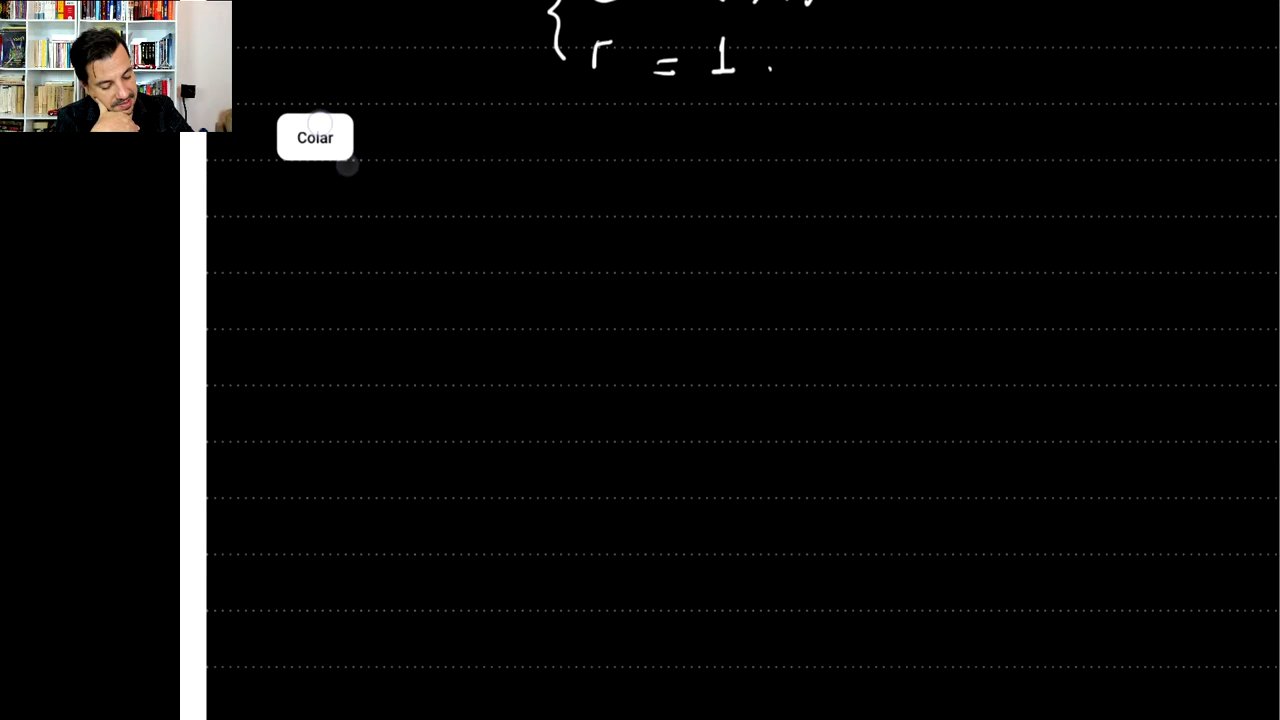 r = 1 .
Colar